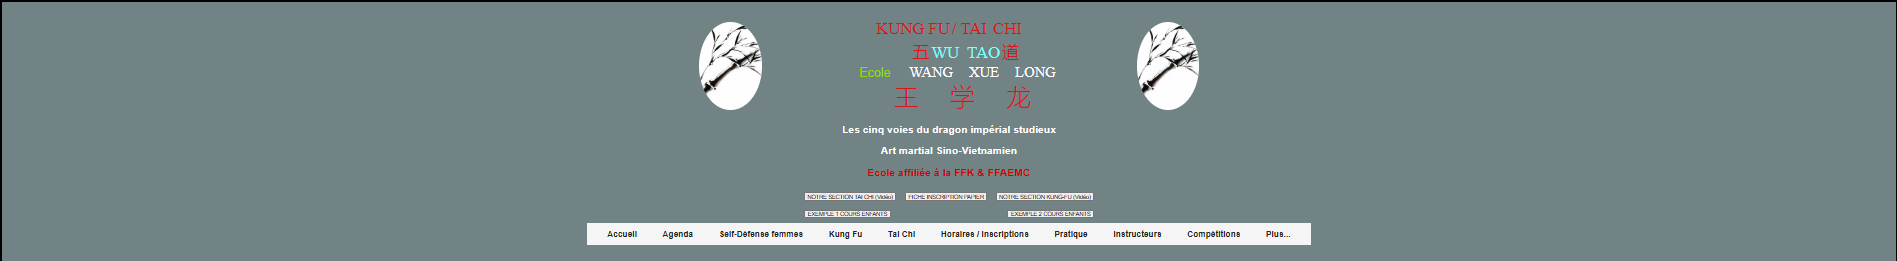 KUNG FU / TAI CHI
五 WU TAO 道
Ecole WANG XUE LONG
王 学 龙
Les cinq voies du dragon impérial studieux
Art martial Sino-Vietnamien
Ecole affiliée à la FFK & FFAEMC
NOTRE SECTION TAI CHI (Vidéo) FICHE INSCRIPTION PAPIER NOTRE SECTION KUNG-FU (Vidéo)
EXEMPLE 1 COURS ENFANTS EXEMPLE 2 COURS ENFANTS
Accueil Agenda Self-Défense femmes Kung Fu Tai Chi Horaires / Inscriptions Pratique Instructeurs Compétitions Plus...